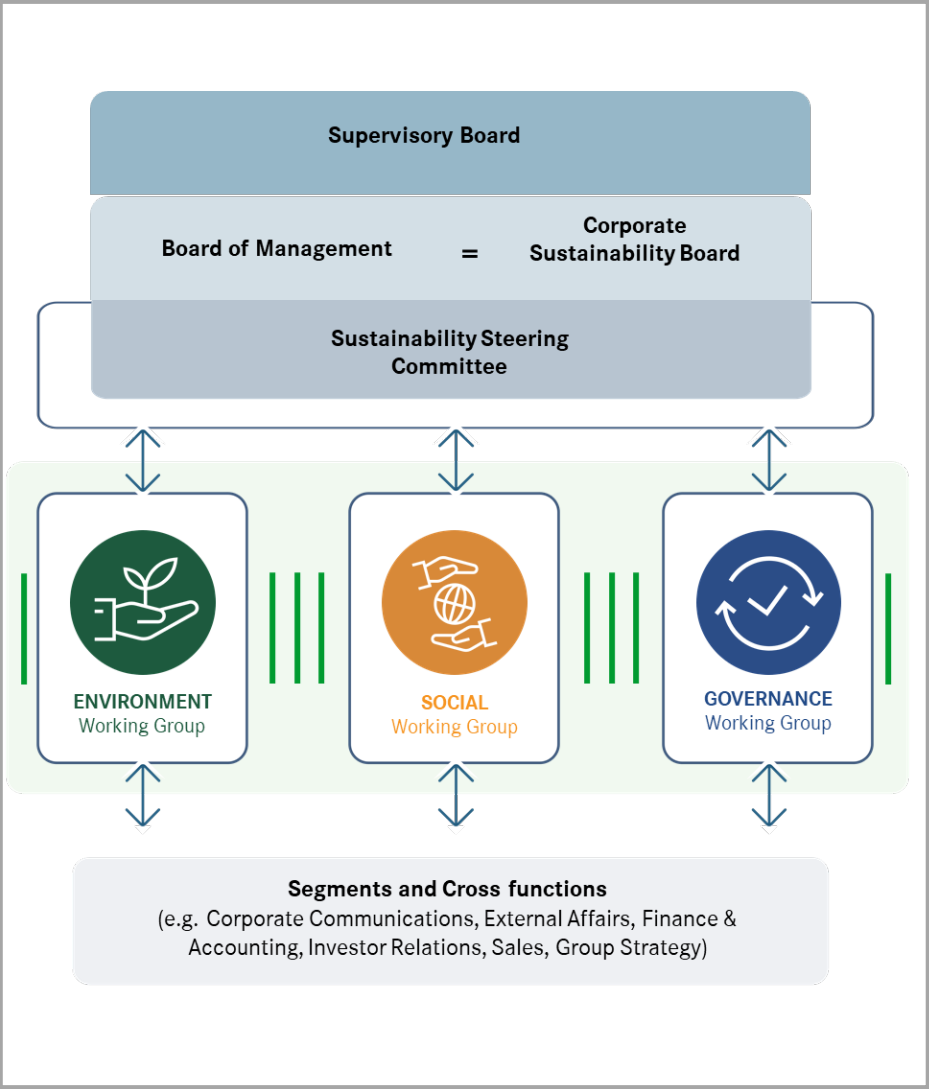 Supervisory Board
Board of Management
=
Corporate
Sustainability Board
Sustainability Steering
Committee
ENVIRONMENT
Working Group
SOCIAL
Working Group
GOVERNANCE
Working Group
Segments and Cross functions
(e.g. Corporate Communications, External Affairs, Finance &
Accounting, Investor Relations, Sales, Group Strategy)